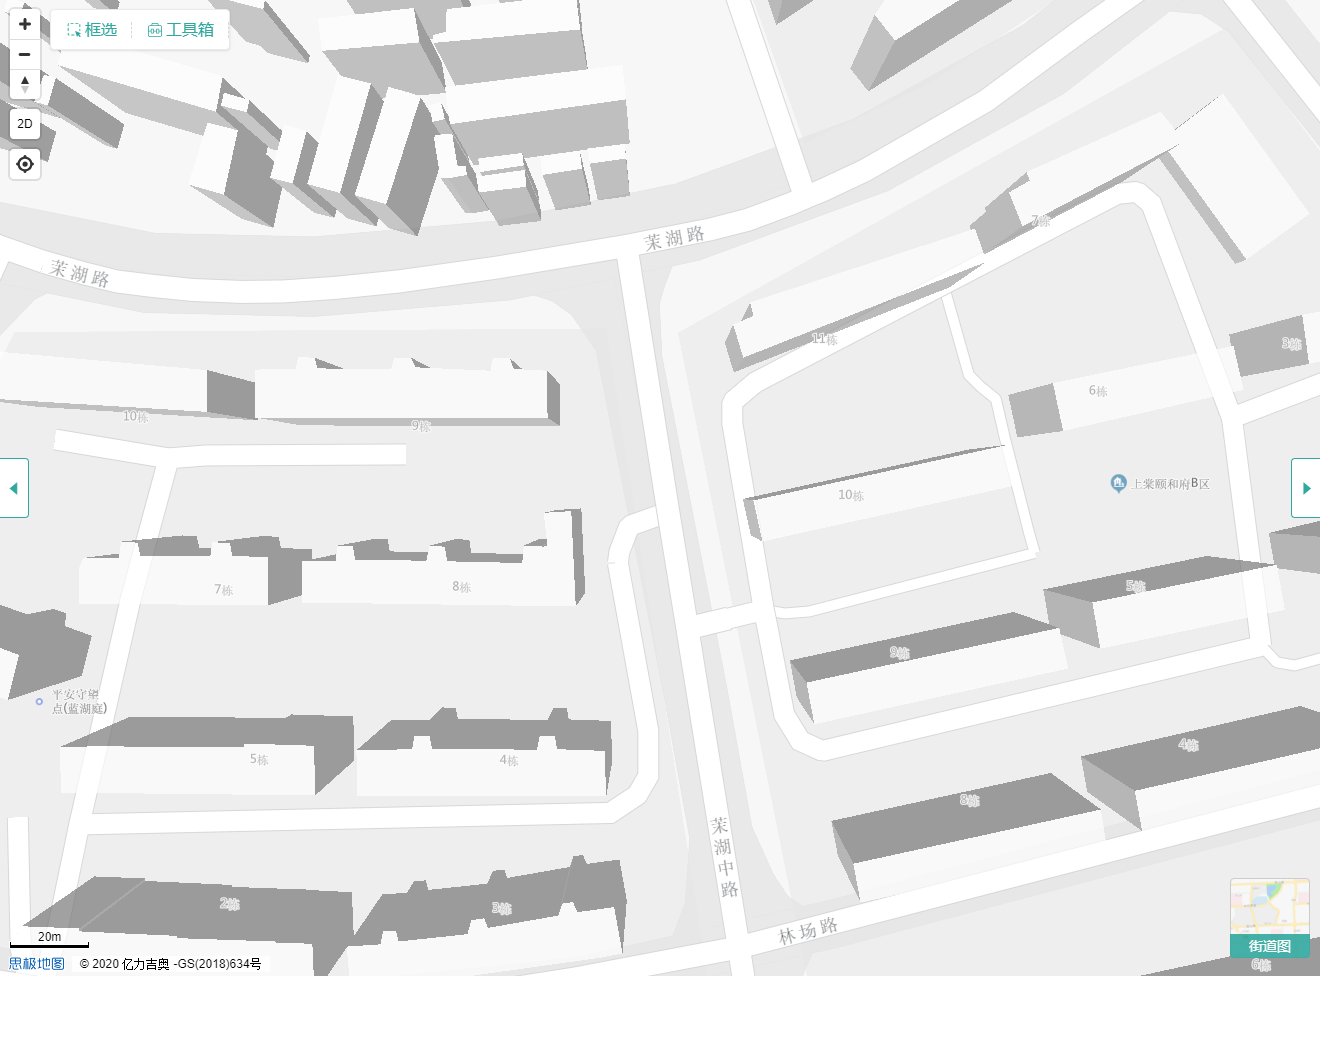 +
框选
工具箱
−
2D
茉湖路
茉湖路
7栋
11栋
3栋
6栋
10栋
9栋
10栋
上棠颐和府B区
7栋
8栋
5栋
9栋
平安守望
点(蓝湖庭)
5栋
4栋
4栋
8栋
茉湖中路
2栋
3栋
林场路
20m
街道图
思极地图
© 2020 亿力吉奥 -GS(2018)634号
6栋